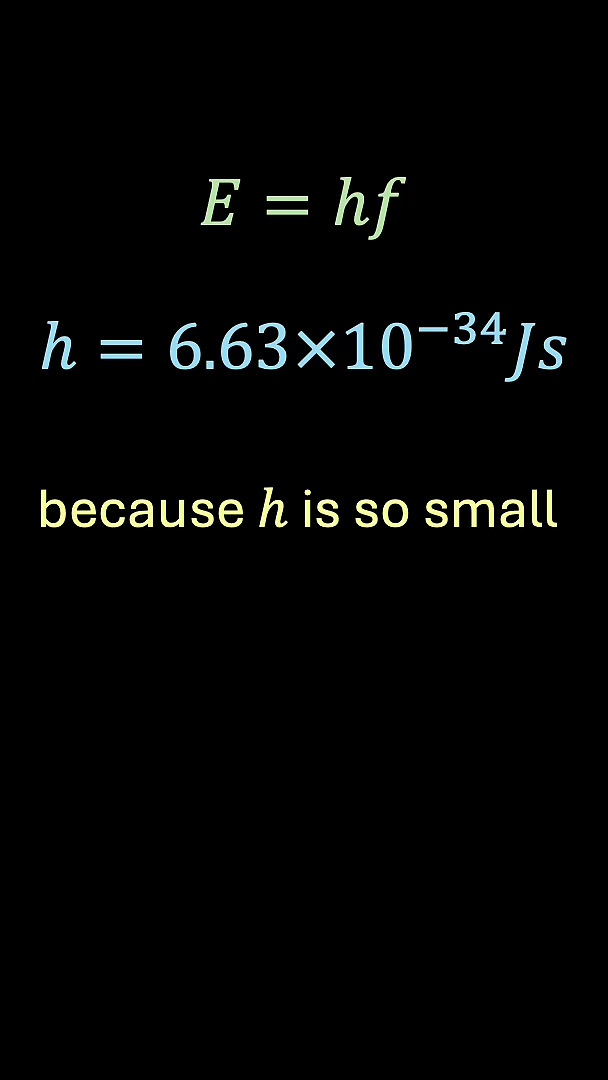 E = hf
h = 6.63×10⁻³⁴Js
because h is so small